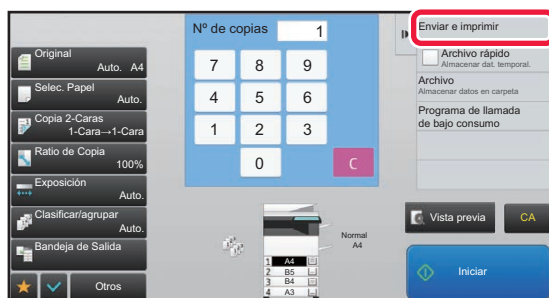 Original
Auto. A4
Selec. Papel
Auto.
Copia 2-Caras
1-Cara→1-Cara
Ratio de Copia
100%
Exposición
Auto.
Clasificar/agrupar
Auto.
Bandeja de Salida
Otros
Nº de copias
1
7 8 9
4 5 6
1 2 3
0 C
Normal
A4
1 A4
2 B5
3 B4
4 A3
Enviar e imprimir
Archivo rápido
Almacenar dat. temporal.
Archivo
Almacenar datos en carpeta
Programa de llamada
de bajo consumo
Vista previa
CA
Iniciar